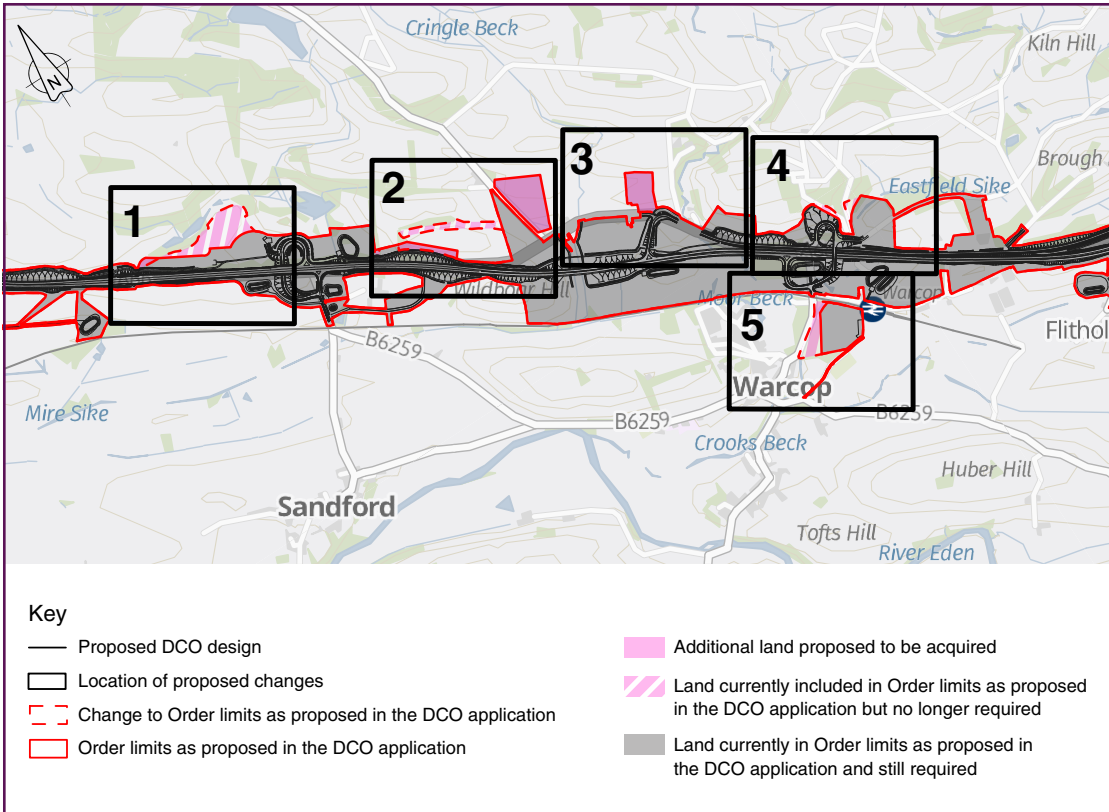 Cringle Beck
Kiln Hill
N
Brough
1
2
3
4
Eastfield Sike
Wildboar Hill
Moor Beck
Warcop
5
B6259
Flithol
Warcop
Mire Sike
B6259
B6259
Crooks Beck
Huber Hill
Sandford
Tofts Hill
River Eden
Key
Proposed DCO design
Location of proposed changes
Change to Order limits as proposed in the DCO application
Order limits as proposed in the DCO application
Additional land proposed to be acquired
Land currently included in Order limits as proposed
in the DCO application but no longer required
Land currently in Order limits as proposed in
the DCO application and still required